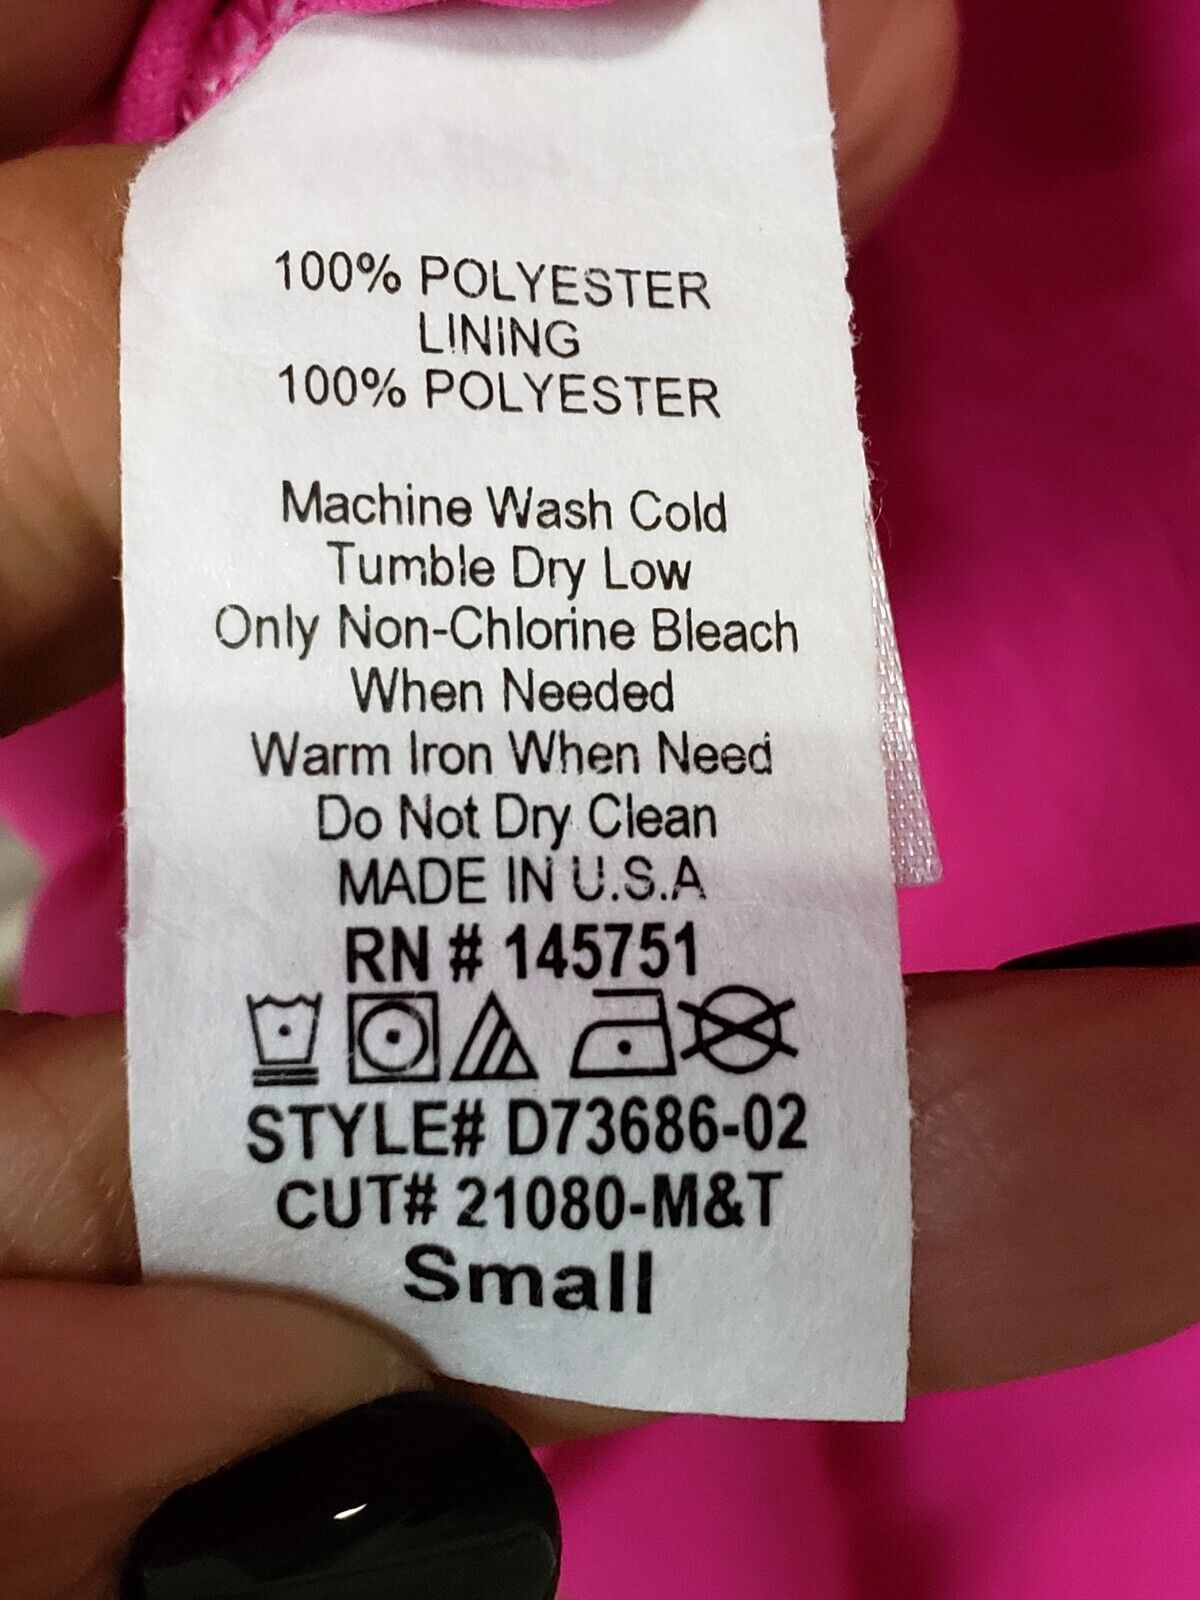 100% POLYESTER
LINING
100% POLYESTER
Machine Wash Cold
Tumble Dry Low
Only Non-Chlorine Bleach
When Needed
Warm Iron When Need
Do Not Dry Clean
MADE IN U.S.A
RN # 145751
STYLE# D73686-02
CUT# 21080-M&T
Small